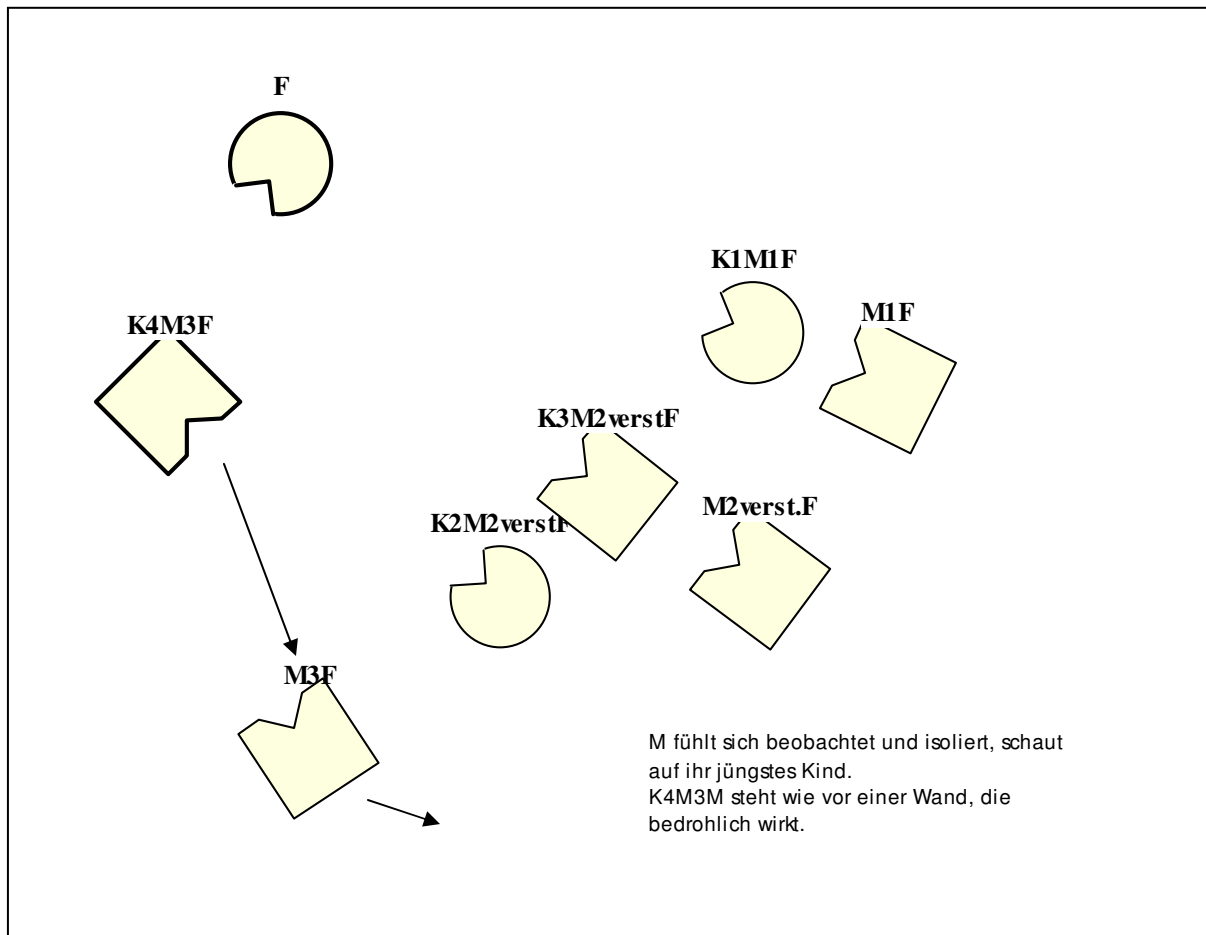 F
K1M1F
M1F
K4M3F
K3M2verstF
M2verst.F
K2M2verstF
M3F
M fühlt sich beobachtet und isoliert, schaut
auf ihr jüngstes Kind.
K4M3M steht wie vor einer Wand, die
bedrohlich wirkt.